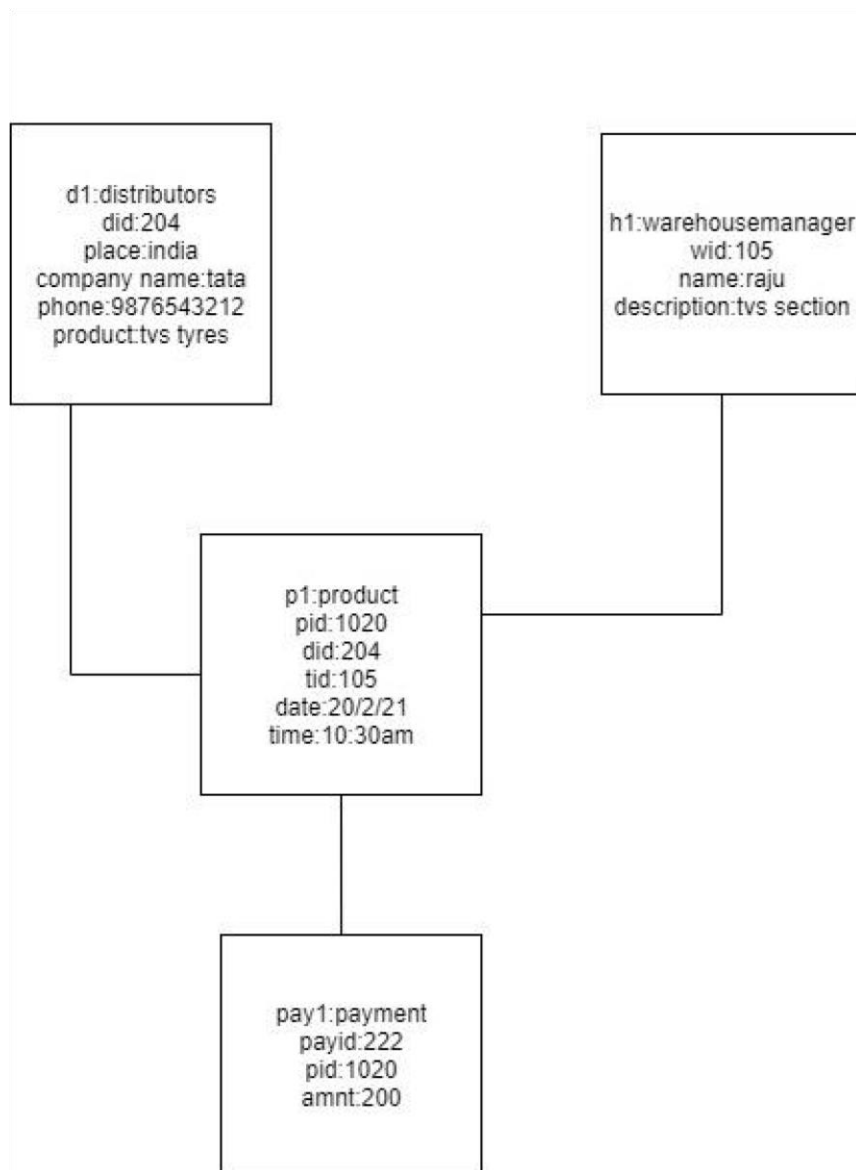 d1:distributors
did:204
place:india
company name:tata
phone:9876543212
product:tvs tyres
h1:warehousemanager
wid:105
name:raju
description:tvs section
p1:product
pid:1020
did:204
tid:105
date:20/2/21
time:10:30am
pay1:payment
payid:222
pid:1020
amnt:200